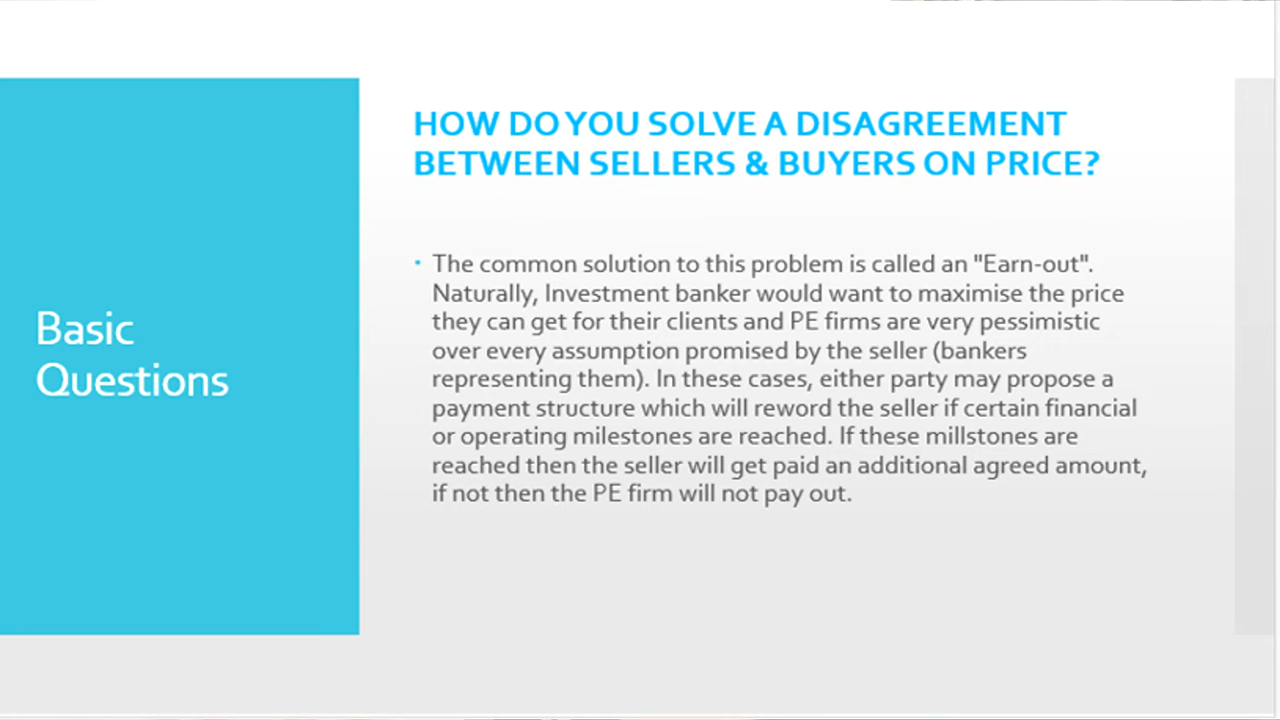 Basic
Questions
HOW DO YOU SOLVE A DISAGREEMENT
BETWEEN SELLERS & BUYERS ON PRICE?
The common solution to this problem is called an "Earn-out".
Naturally, Investment banker would want to maximise the price
they can get for their clients and PE firms are very pessimistic
over every assumption promised by the seller (bankers
representing them). In these cases, either party may propose a
payment structure which will reword the seller if certain financial
or operating milestones are reached. If these millstones are
reached then the seller will get paid an additional agreed amount,
if not then the PE firm will not pay out.